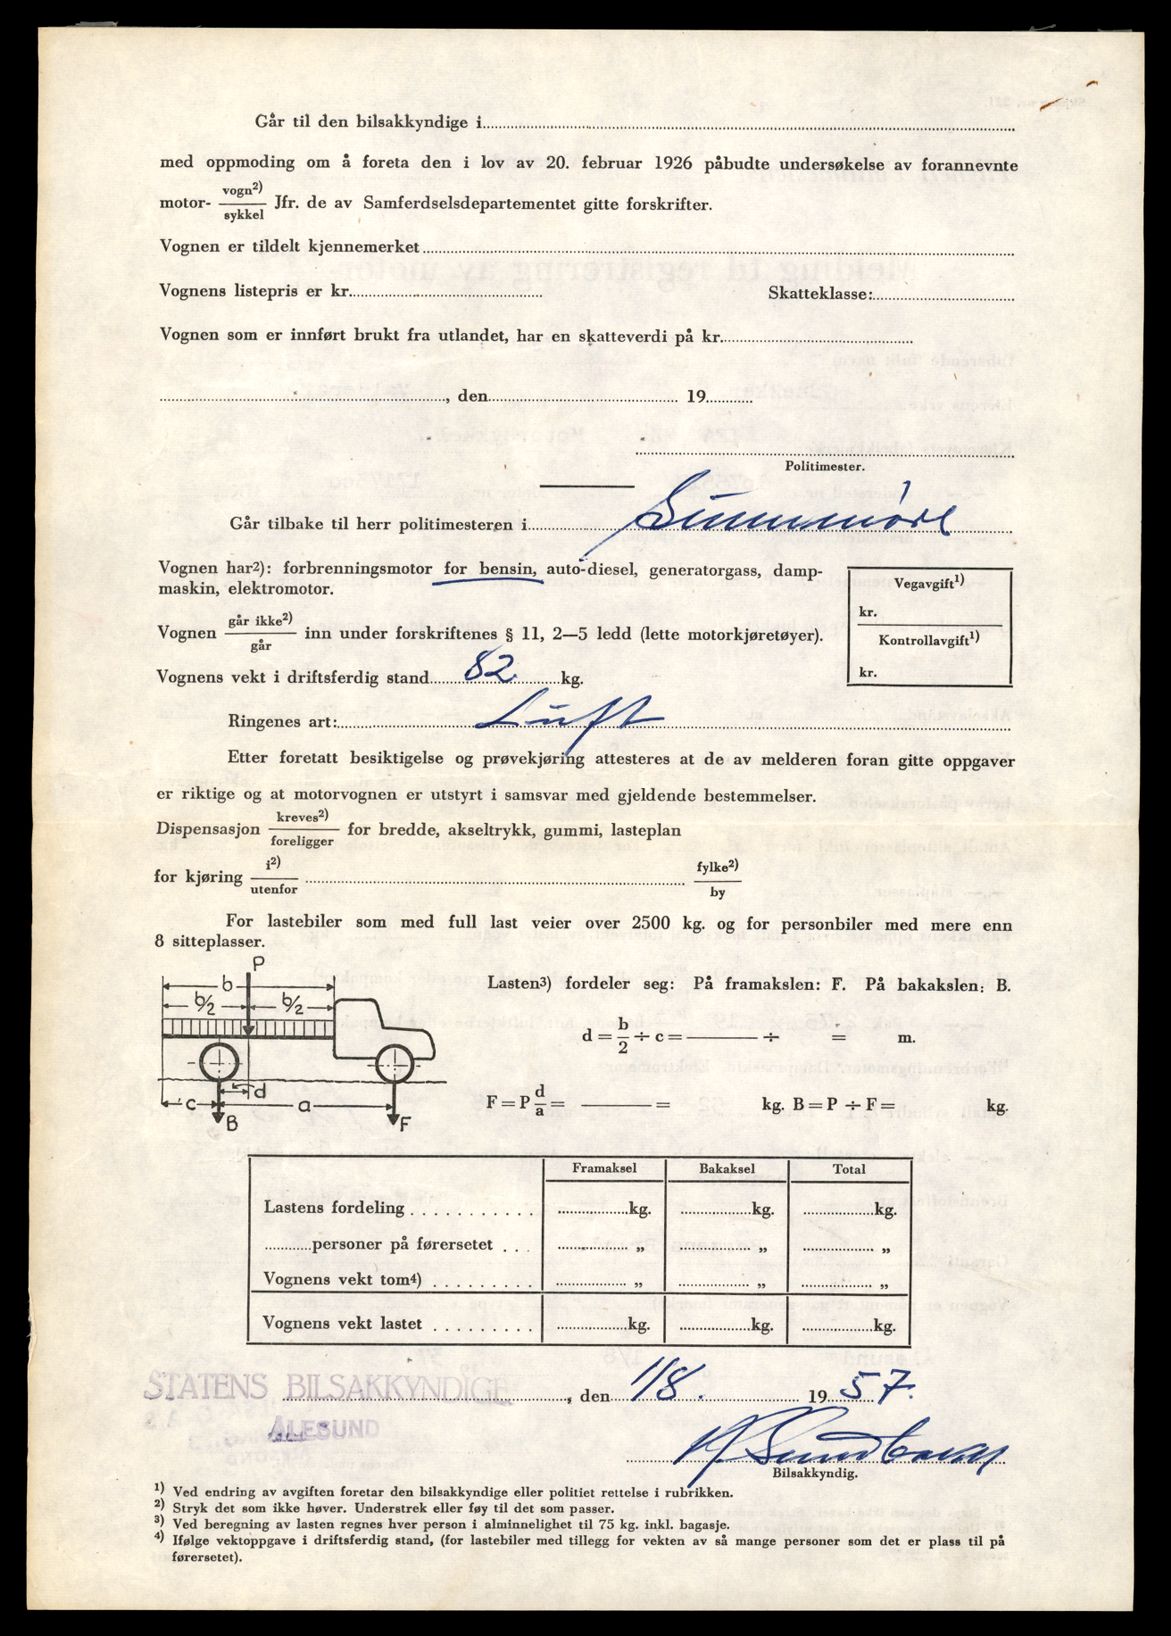 Går til den bilsakkyndige i
med oppmoding om å foreta den i lov av 20. februar 1926 påbudte undersøkelse av forannevnte
motor- vogn²)/sykkel Jfr. de av Samferdselsdepartementet gitte forskrifter.
Vognen er tildelt kjennemerket
Vognens listepris er kr. Skatteklasse:
Vognen som er innført brukt fra utlandet, har en skatteverdi på kr.
, den 19
Politimester.
Går tilbake til herr politimesteren i Sunnmøre
Vognen har²): forbrenningsmotor for bensin, auto-diesel, generatorgass, damp-
maskin, elektromotor.
Vegavgift¹)
kr.
Kontrollavgift¹)
kr.
Vognen går ikke²)/går inn under forskriftenes § 11, 2—5 ledd (lette motorkjøretøyer).
Vognens vekt i driftsferdig stand 82 kg.
Ringenes art: Luft
Etter foretatt besiktigelse og prøvekjøring attesteres at de av melderen foran gitte oppgaver
er riktige og at motorvognen er utstyrt i samsvar med gjeldende bestemmelser.
Dispensasjon kreves²)/foreligger for bredde, akseltrykk, gummi, lasteplan
for kjøring i²)/utenfor fylke²)/by
For lastebiler som med full last veier over 2500 kg. og for personbiler med mere enn
8 sitteplasser.
P
b
b/2 b/2
d
c a
B F
Lasten³) fordeler seg: På framakslen: F. På bakakslen: B.
d = b/2 ÷ c = ——— ÷ = m.
F = P d/a = ——— = kg. B = P ÷ F = kg.
Framaksel Bakaksel Total
Lastens fordeling kg. kg. kg.
personer på førersetet „ „ „
Vognens vekt tom⁴) „ „ „
Vognens vekt lastet kg. kg. kg.
STATENS BILSAKKYNDIGE, den 1/8. 1957.
ÅLESUND
Bilsakkyndig.
¹) Ved endring av avgiften foretar den bilsakkyndige eller politiet rettelse i rubrikken.
²) Stryk det som ikke høver. Understrek eller føy til det som passer.
³) Ved beregning av lasten regnes hver person i alminnelighet til 75 kg. inkl. bagasje.
⁴) Ifølge vektoppgave i driftsferdig stand, (for lastebiler med tillegg for vekten av så mange personer som det er plass til på
førersetet).